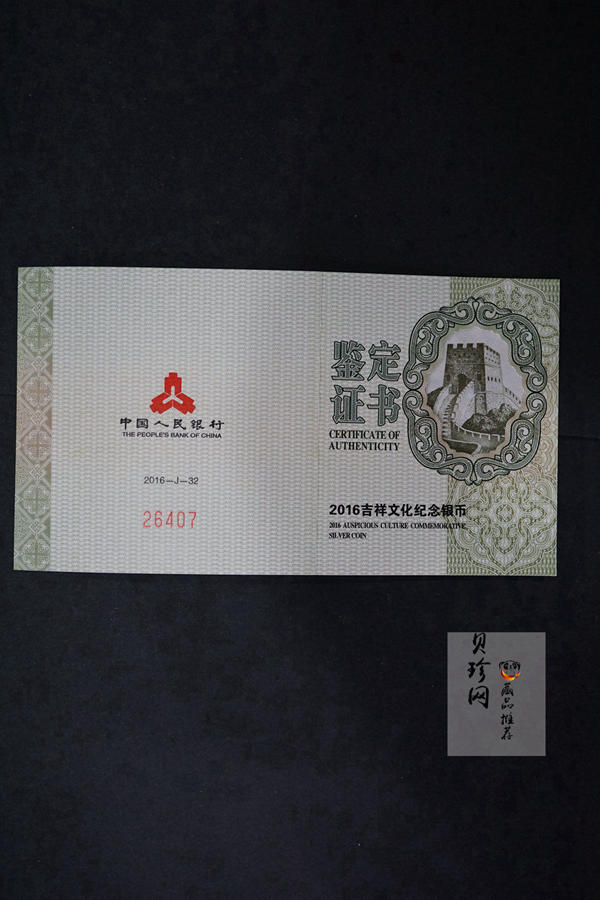 中国人民银行
THE PEOPLE'S BANK OF CHINA
2016-J-32
26407
鉴定
证书
CERTIFICATE OF
AUTHENTICITY
2016吉祥文化纪念银币
2016 AUSPICIOUS CULTURE COMMEMORATIVE
SILVER COIN
贝珍网
藏品推荐